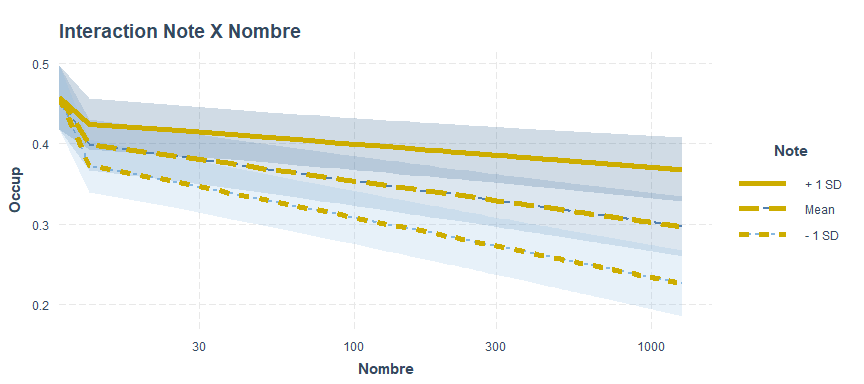 Interaction Note X Nombre
0.5
0.4
0.3
0.2
Occup
30
100
300
1000
Nombre
Note
+ 1 SD
Mean
- 1 SD